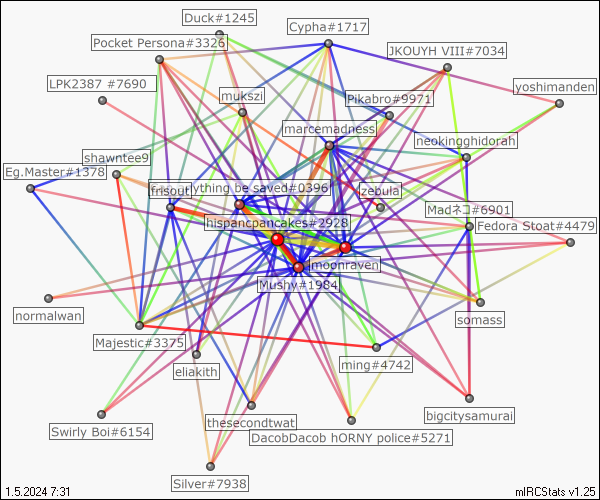 Duck#1245
Cypha#1717
Pocket Persona#3326
JKOUYH VIII#7034
LPK2387 #7690
yoshimanden
mukszi
Pikabro#9971
marcemadness
neokingghidorah
shawntee9
Eg.Master#1378
frisout
ything be saved#0396
zebula
Madネコ#6901
hispancpancakes#2928
Fedora Stoat#4479
moonraven
Mushy#1984
normalwan
somass
Majestic#3375
ming#4742
eliakith
bigcitysamurai
thesecondtwat
Swirly Boi#6154
DacobDacob hORNY police#5271
Silver#7938
1.5.2024 7:31
mIRCStats v1.25